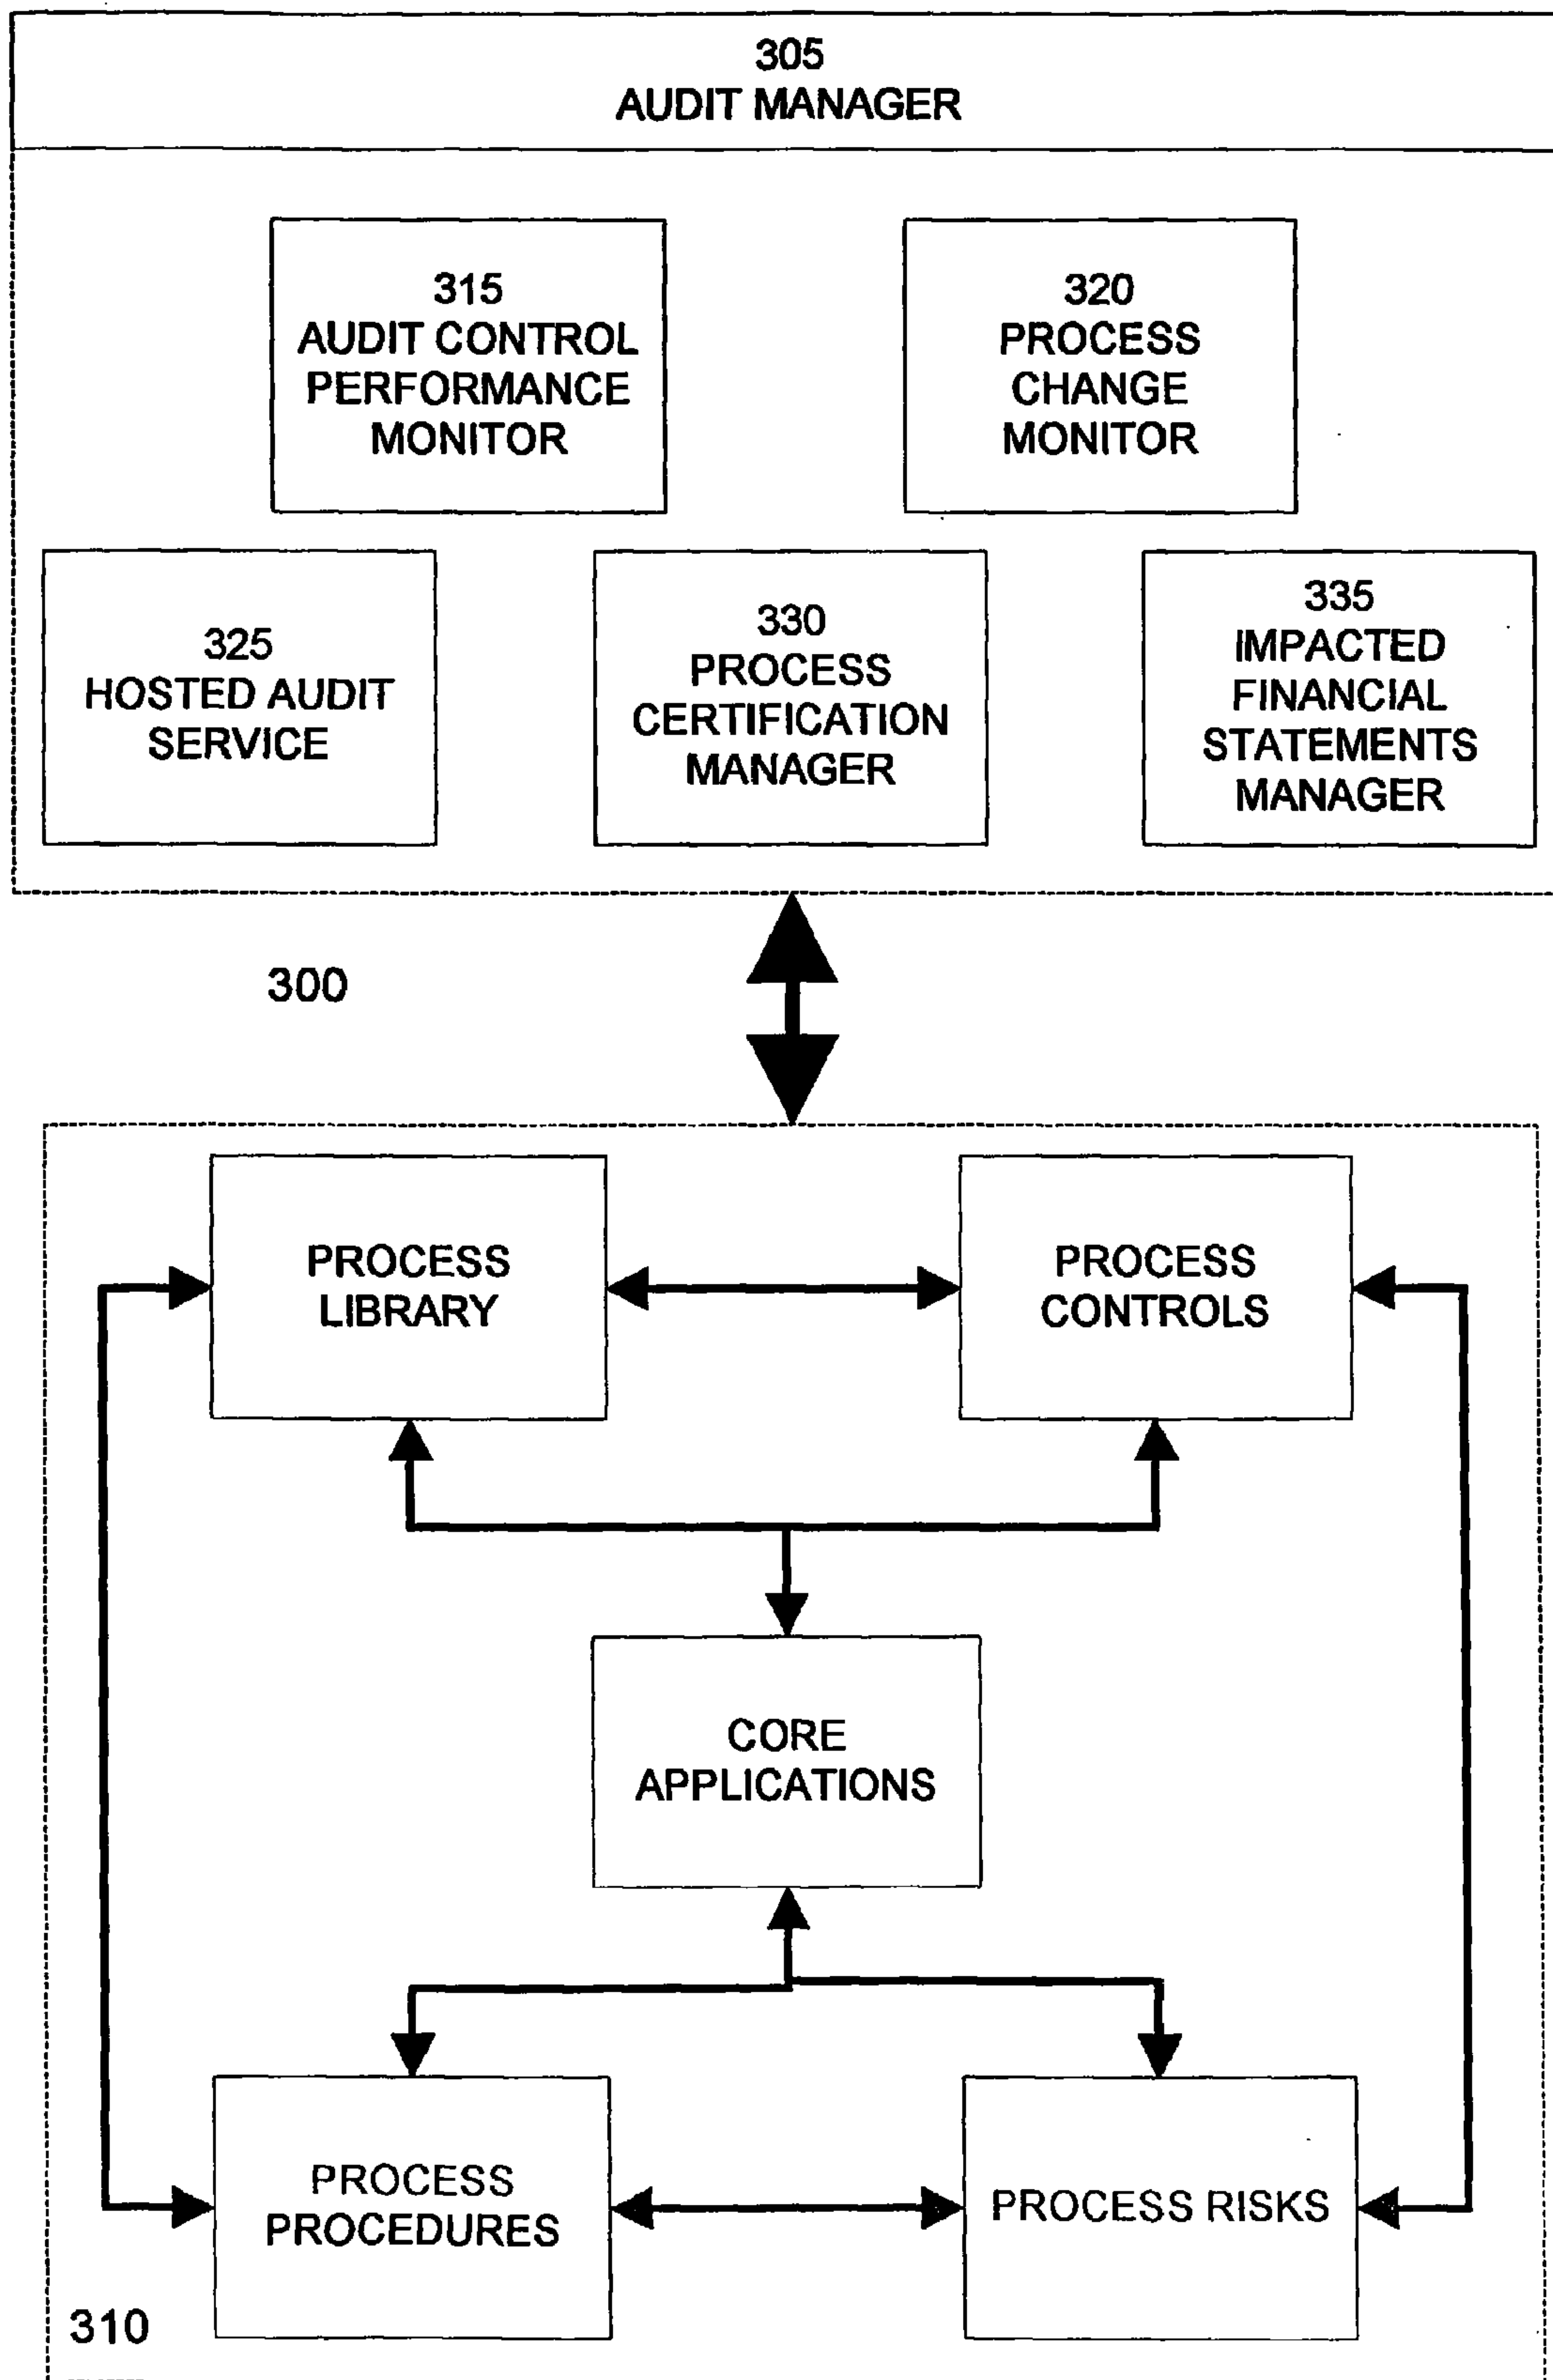 305
AUDIT MANAGER
315
AUDIT CONTROL
PERFORMANCE
MONITOR
320
PROCESS
CHANGE
MONITOR
325
HOSTED AUDIT
SERVICE
330
PROCESS
CERTIFICATION
MANAGER
335
IMPACTED
FINANCIAL
STATEMENTS
MANAGER
300
PROCESS
LIBRARY
PROCESS
CONTROLS
CORE
APPLICATIONS
PROCESS
PROCEDURES
PROCESS RISKS
310